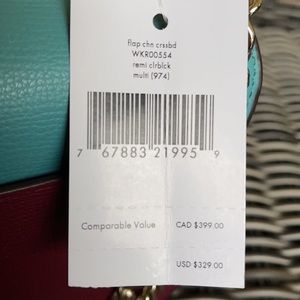 flap chn crssbd
WKR00554
remi clrblck
multi (974)
7 67883 21995 9
Comparable Value CAD $399.00
USD $329.00